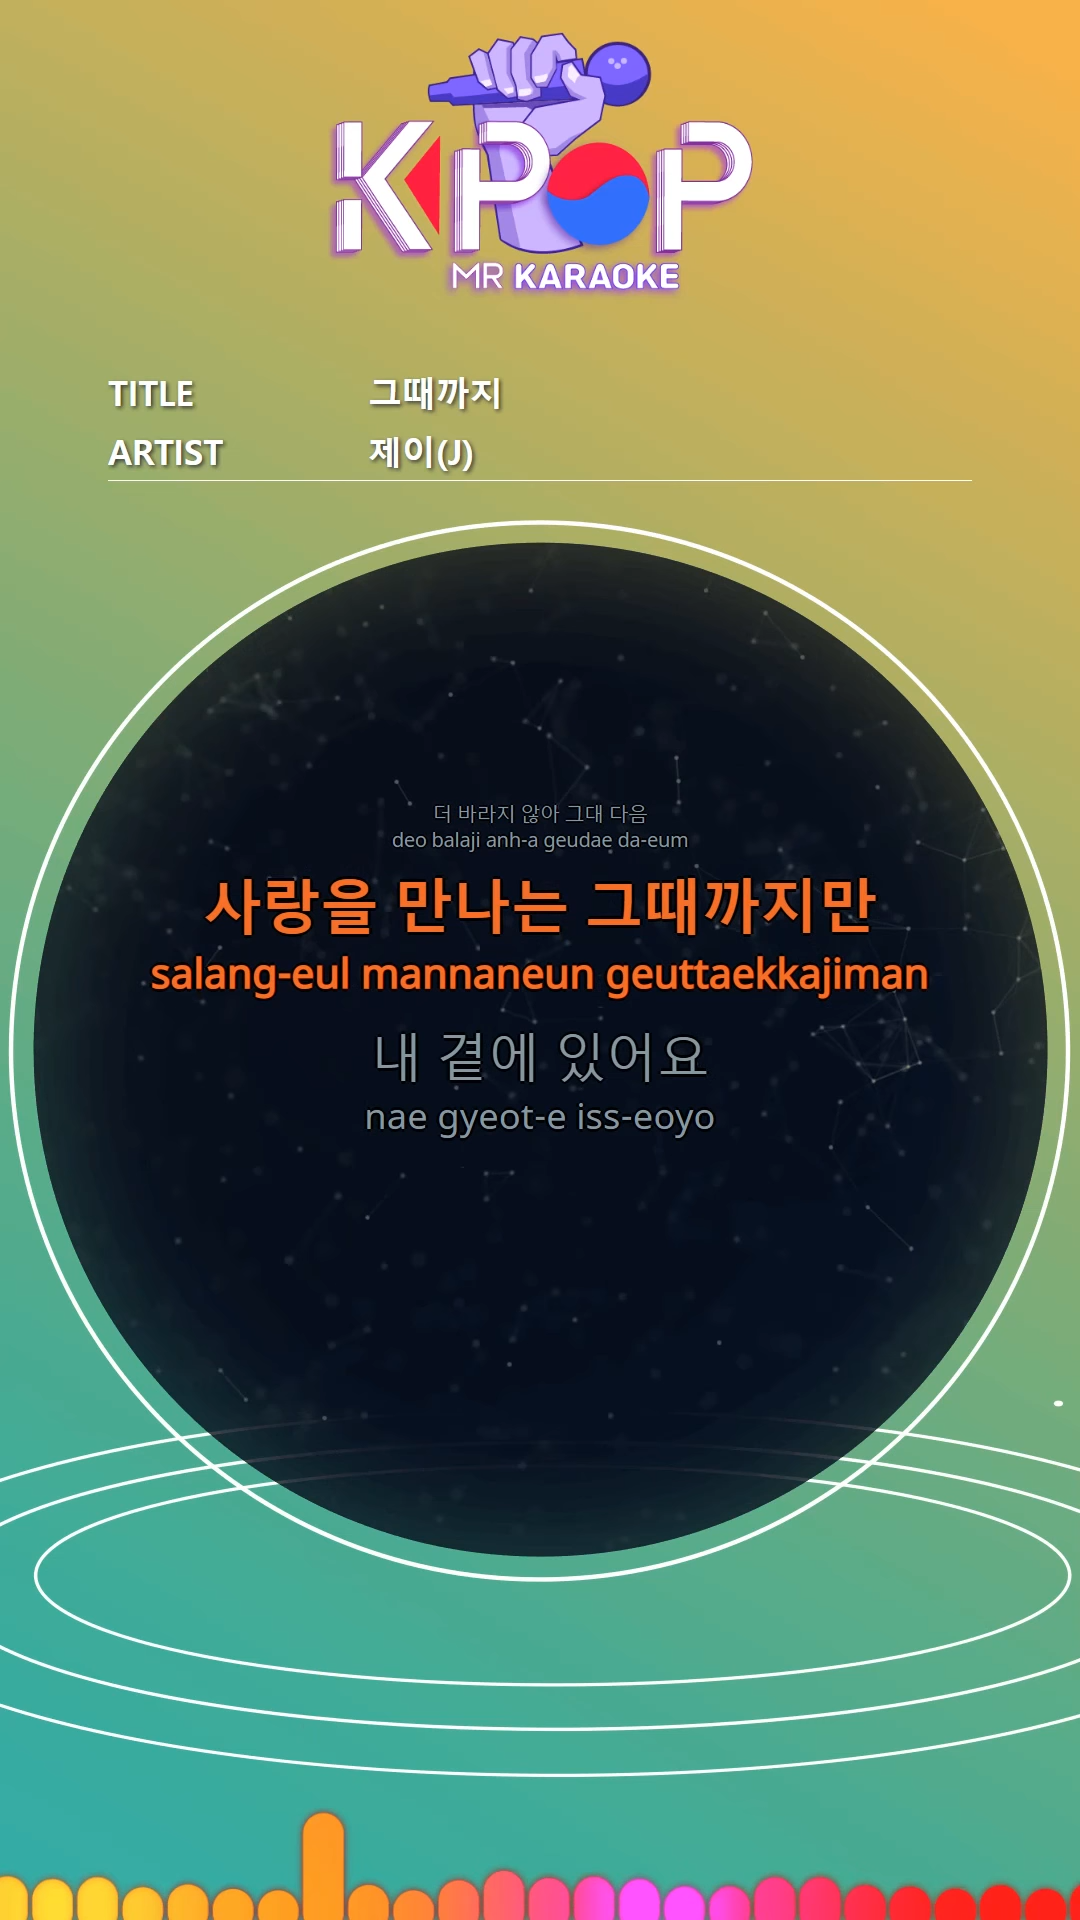 KPOP
MR KARAOKE
TITLE 그때까지
ARTIST 제이(J)
더 바라지 않아 그대 다음
deo balaji anh-a geudae da-eum
사랑을 만나는 그때까지만
salang-eul mannaneun geuttaekkajiman
내 곁에 있어요
nae gyeot-e iss-eoyo